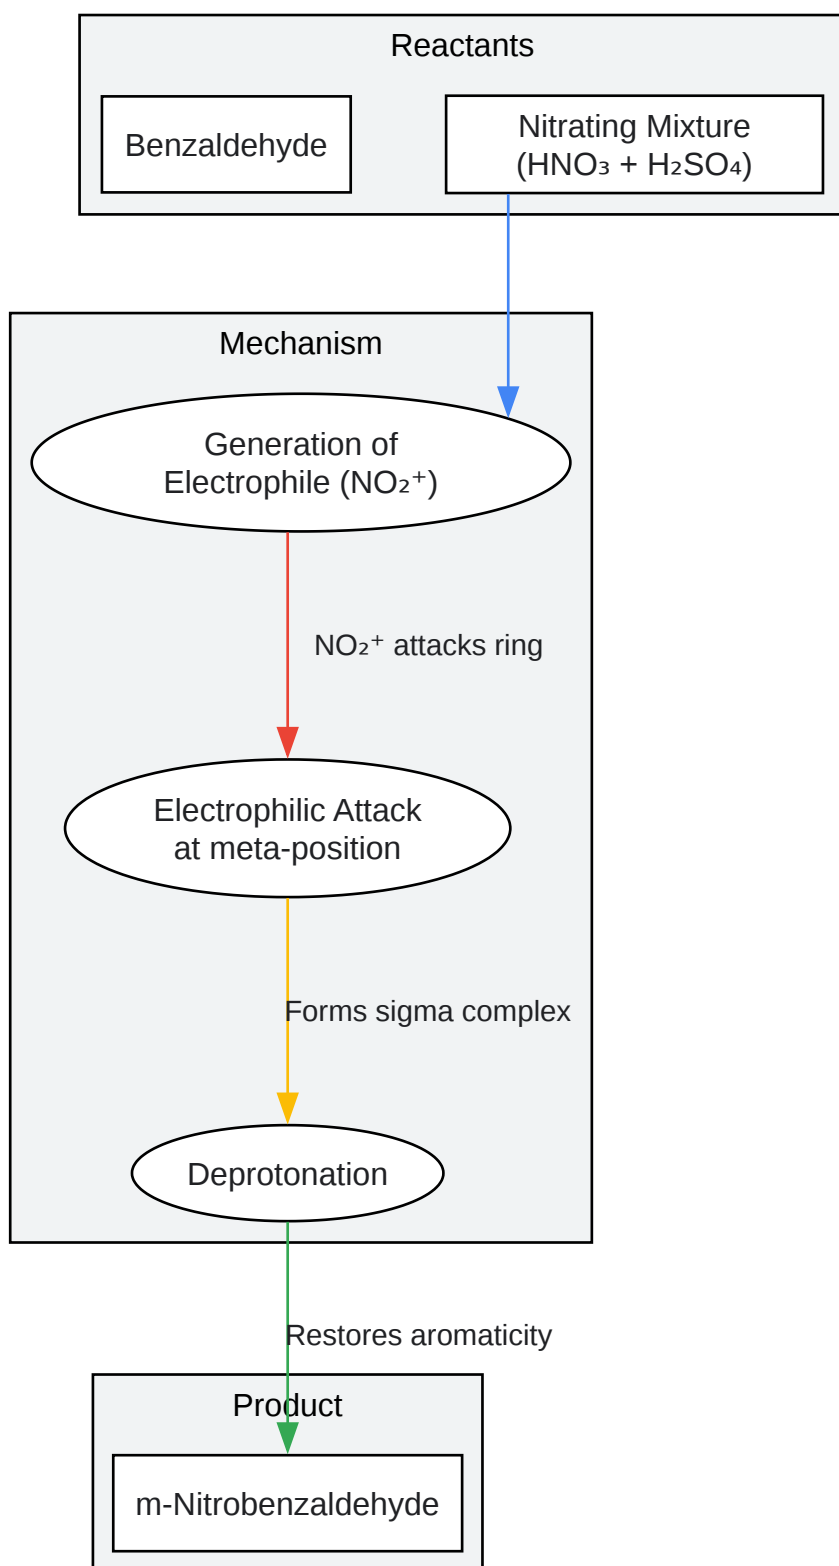 Reactants
Benzaldehyde
Nitrating Mixture
(HNO₃ + H₂SO₄)
Mechanism
Generation of
Electrophile (NO₂⁺)
NO₂⁺ attacks ring
Electrophilic Attack
at meta-position
Forms sigma complex
Deprotonation
Restores aromaticity
Product
m-Nitrobenzaldehyde